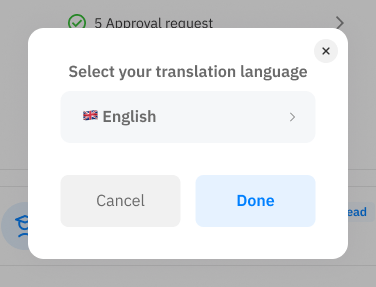 5 Approval request
Select your translation language
English
Cancel
Done
ead